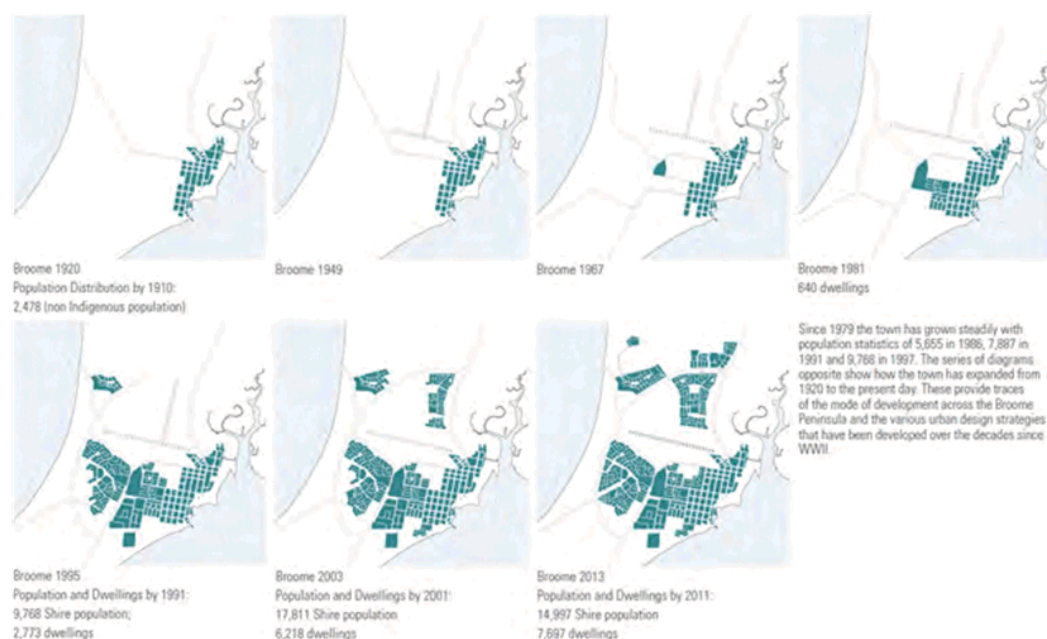 Broome 1920
Population Distribution by 1910:
2,478 (non Indigenous population)
Broome 1949
Broome 1967
Broome 1981
640 dwellings
Since 1979 the town has grown steadily with
population statistics of 5,655 in 1986, 7,887 in
1991 and 9,768 in 1997. The series of diagrams
opposite show how the town has expanded from
1920 to the present day. These provide traces
of the mode of development across the Broome
Peninsula and the various urban design strategies
that have been developed over the decades since
WWII.
Broome 1995
Population and Dwellings by 1991:
9,768 Shire population;
2,773 dwellings
Broome 2003
Population and Dwellings by 2001:
17,811 Shire population
6,218 dwellings
Broome 2013
Population and Dwellings by 2011:
14,997 Shire population
7,697 dwellings